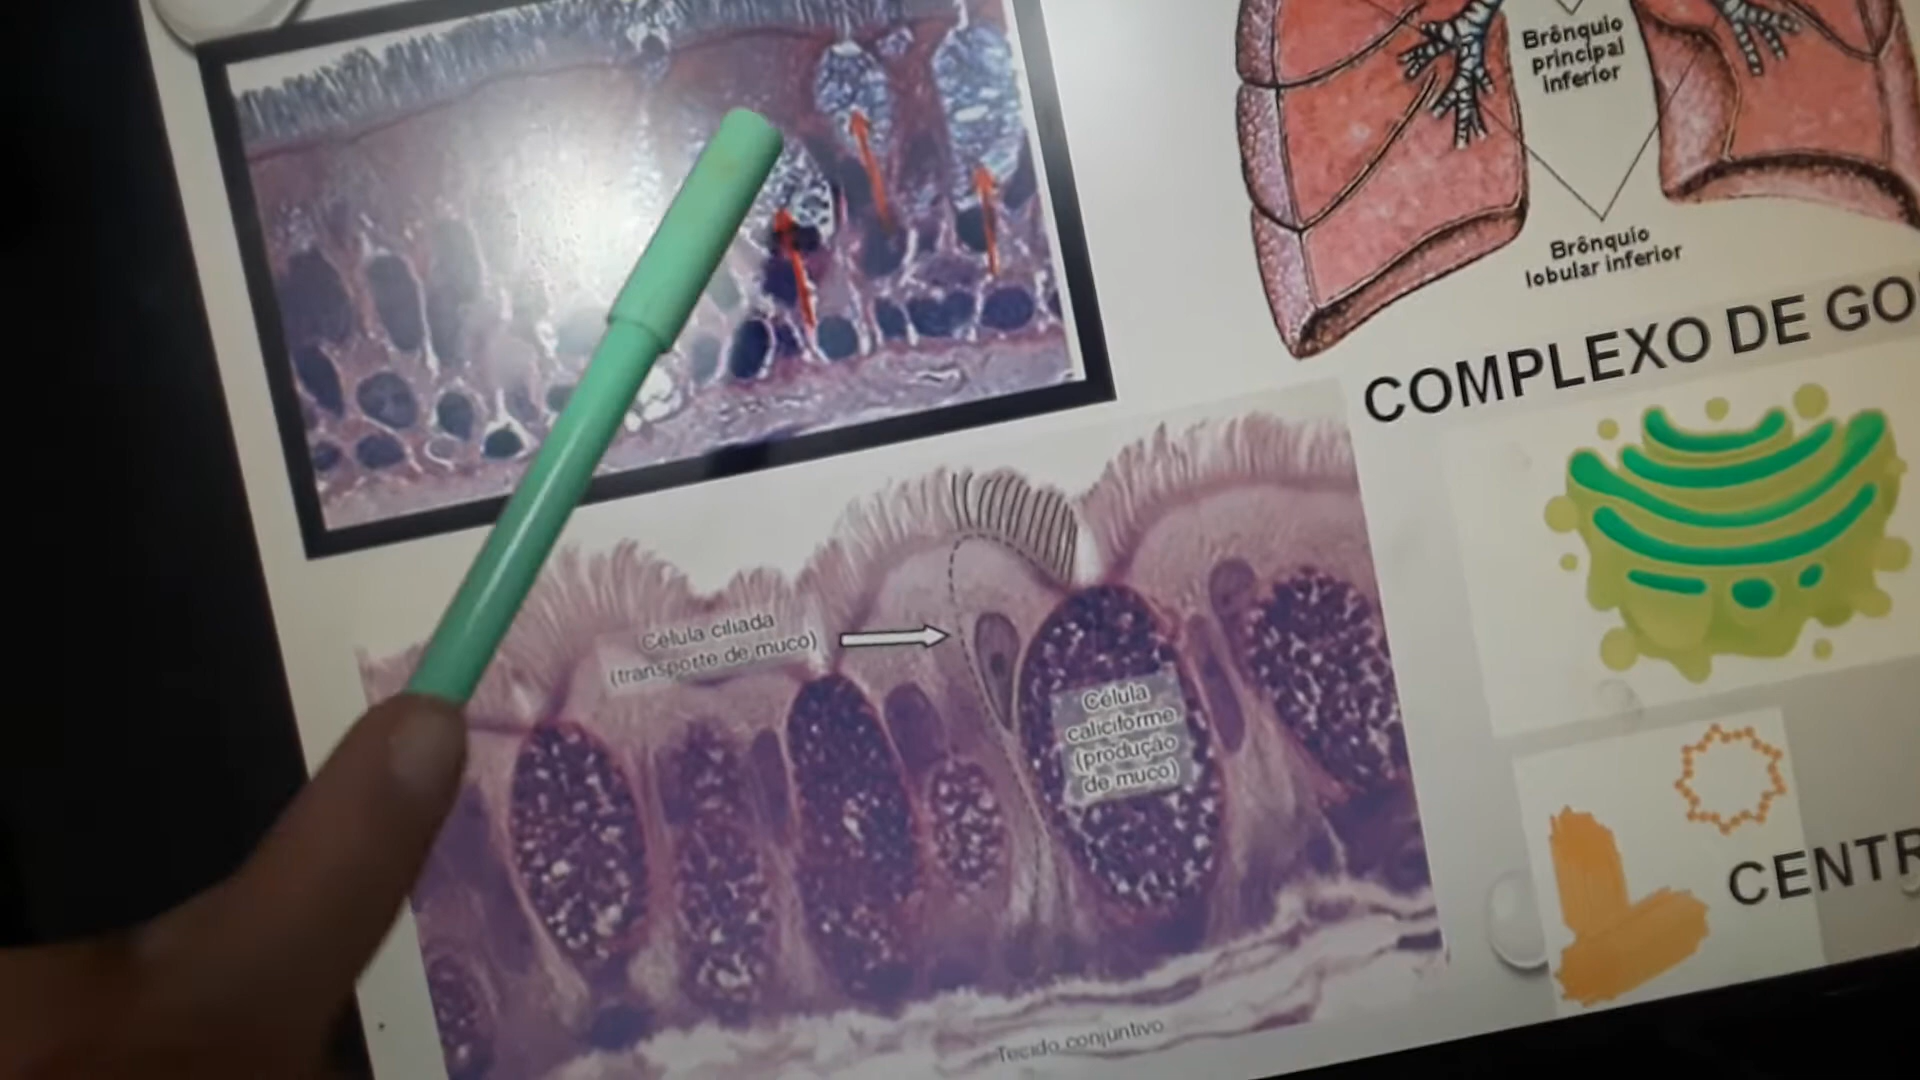 Brônquio
principal
inferior
Brônquio
lobular inferior
COMPLEXO DE GO
Célula ciliada
(transporte de muco)
Célula
caliciforme
(produção
de muco)
CENTR
Tecido conjuntivo